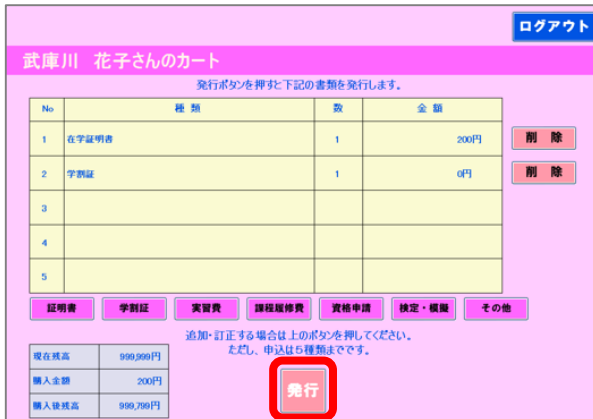 ログアウト
武庫川 花子さんのカート
発行ボタンを押すと下記の書類を発行します。
No 種類 数 金額
1 在学証明書 1 200円 削除
2 学割証 1 0円 削除
3
4
5
証明書 学割証 実習費 課程履修費 資格申請 検定・模擬 その他
追加・訂正する場合は上のボタンを押してください。
ただし、申込は5種類までです。
現在残高 999,999円
購入金額 200円
購入後残高 999,799円
発行